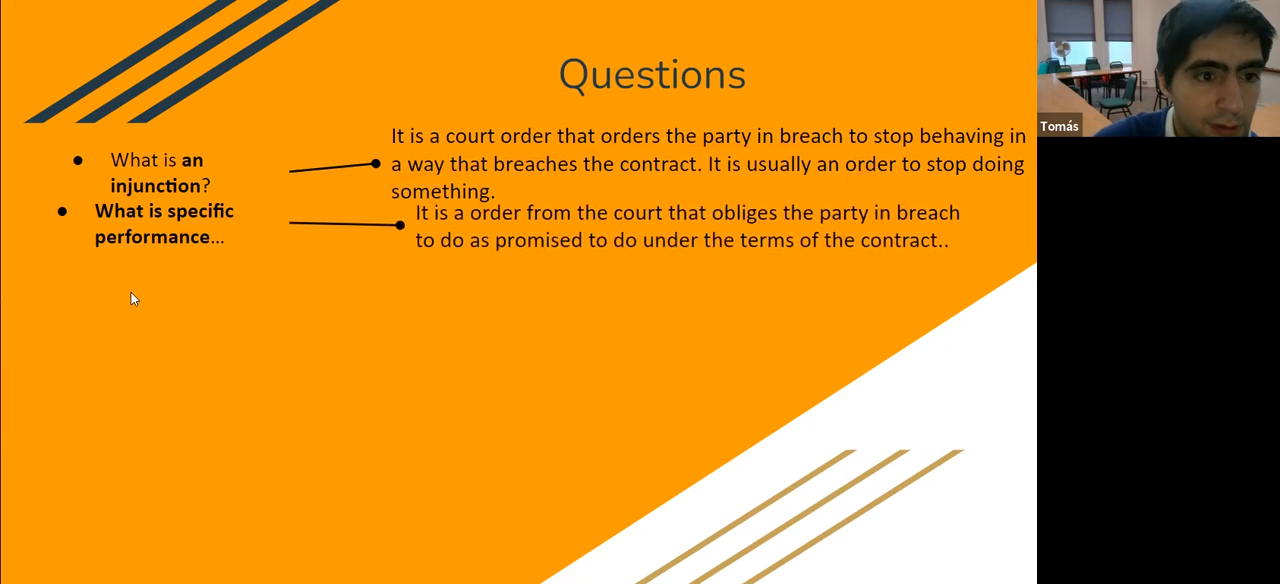 Questions
What is an
injunction?
It is a court order that orders the party in breach to stop behaving in
a way that breaches the contract. It is usually an order to stop doing
something.
What is specific
performance...
It is a order from the court that obliges the party in breach
to do as promised to do under the terms of the contract..
Tomás